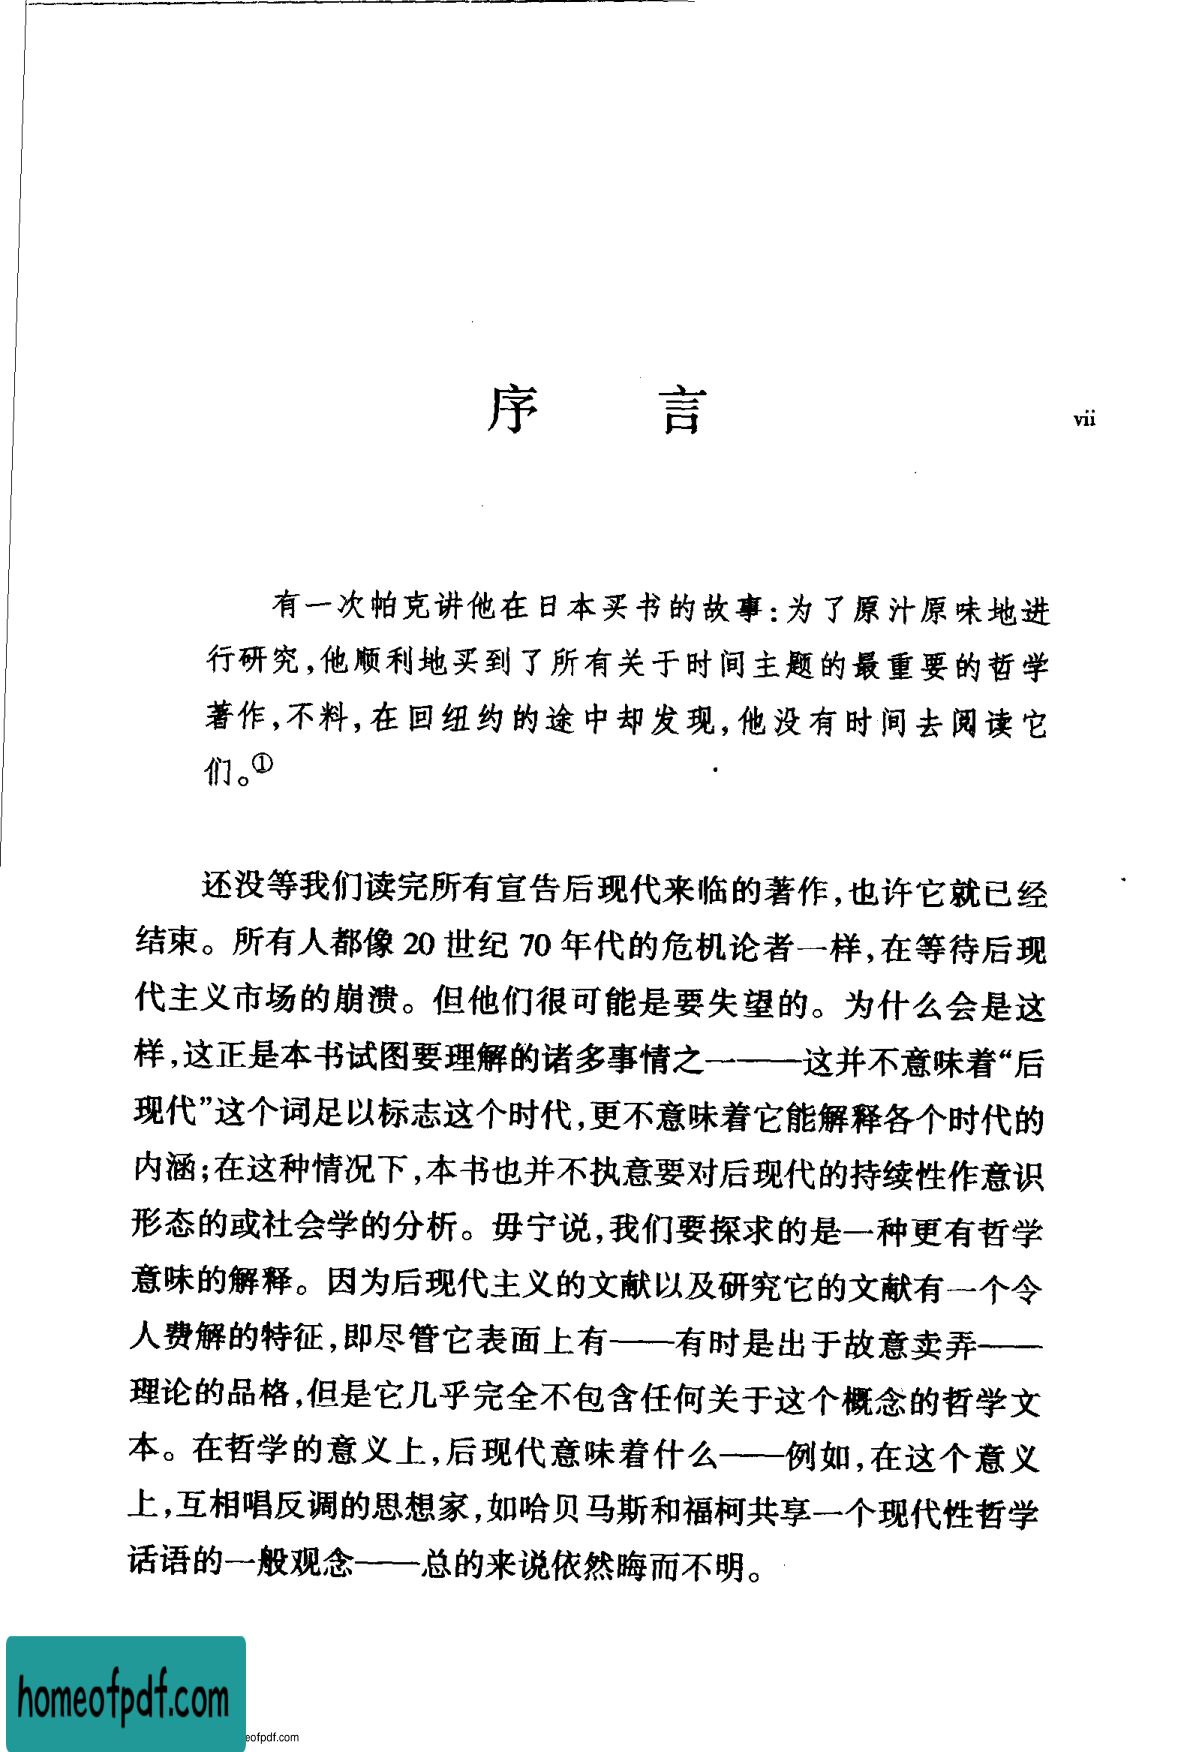 序 言
vii
有一次帕克讲他在日本买书的故事:为了原汁原味地进
行研究,他顺利地买到了所有关于时间主题的最重要的哲学
著作,不料,在回纽约的途中却发现,他没有时间去阅读它
们。①
还没等我们读完所有宣告后现代来临的著作,也许它就已经
结束。所有人都像 20 世纪 70 年代的危机论者一样,在等待后现
代主义市场的崩溃。但他们很可能是要失望的。为什么会是这
样,这正是本书试图要理解的诸多事情之一——这并不意味着“后
现代”这个词足以标志这个时代,更不意味着它能解释各个时代的
内涵;在这种情况下,本书也并不执意要对后现代的持续性作意识
形态的或社会学的分析。毋宁说,我们要探求的是一种更有哲学
意味的解释。因为后现代主义的文献以及研究它的文献有一个令
人费解的特征,即尽管它表面上有——有时是出于故意卖弄——
理论的品格,但是它几乎完全不包含任何关于这个概念的哲学文
本。在哲学的意义上,后现代意味着什么——例如,在这个意义
上,互相唱反调的思想家,如哈贝马斯和福柯共享一个现代性哲学
话语的一般观念——总的来说依然晦而不明。
homeofpdf.com
eofpdf.com